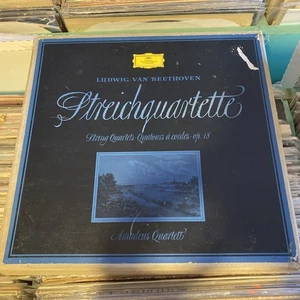 LUDWIG VAN BEETHOVEN
Streichquartette
String Quartets · Quatuors à cordes · op. 18
Amadeus Quartett